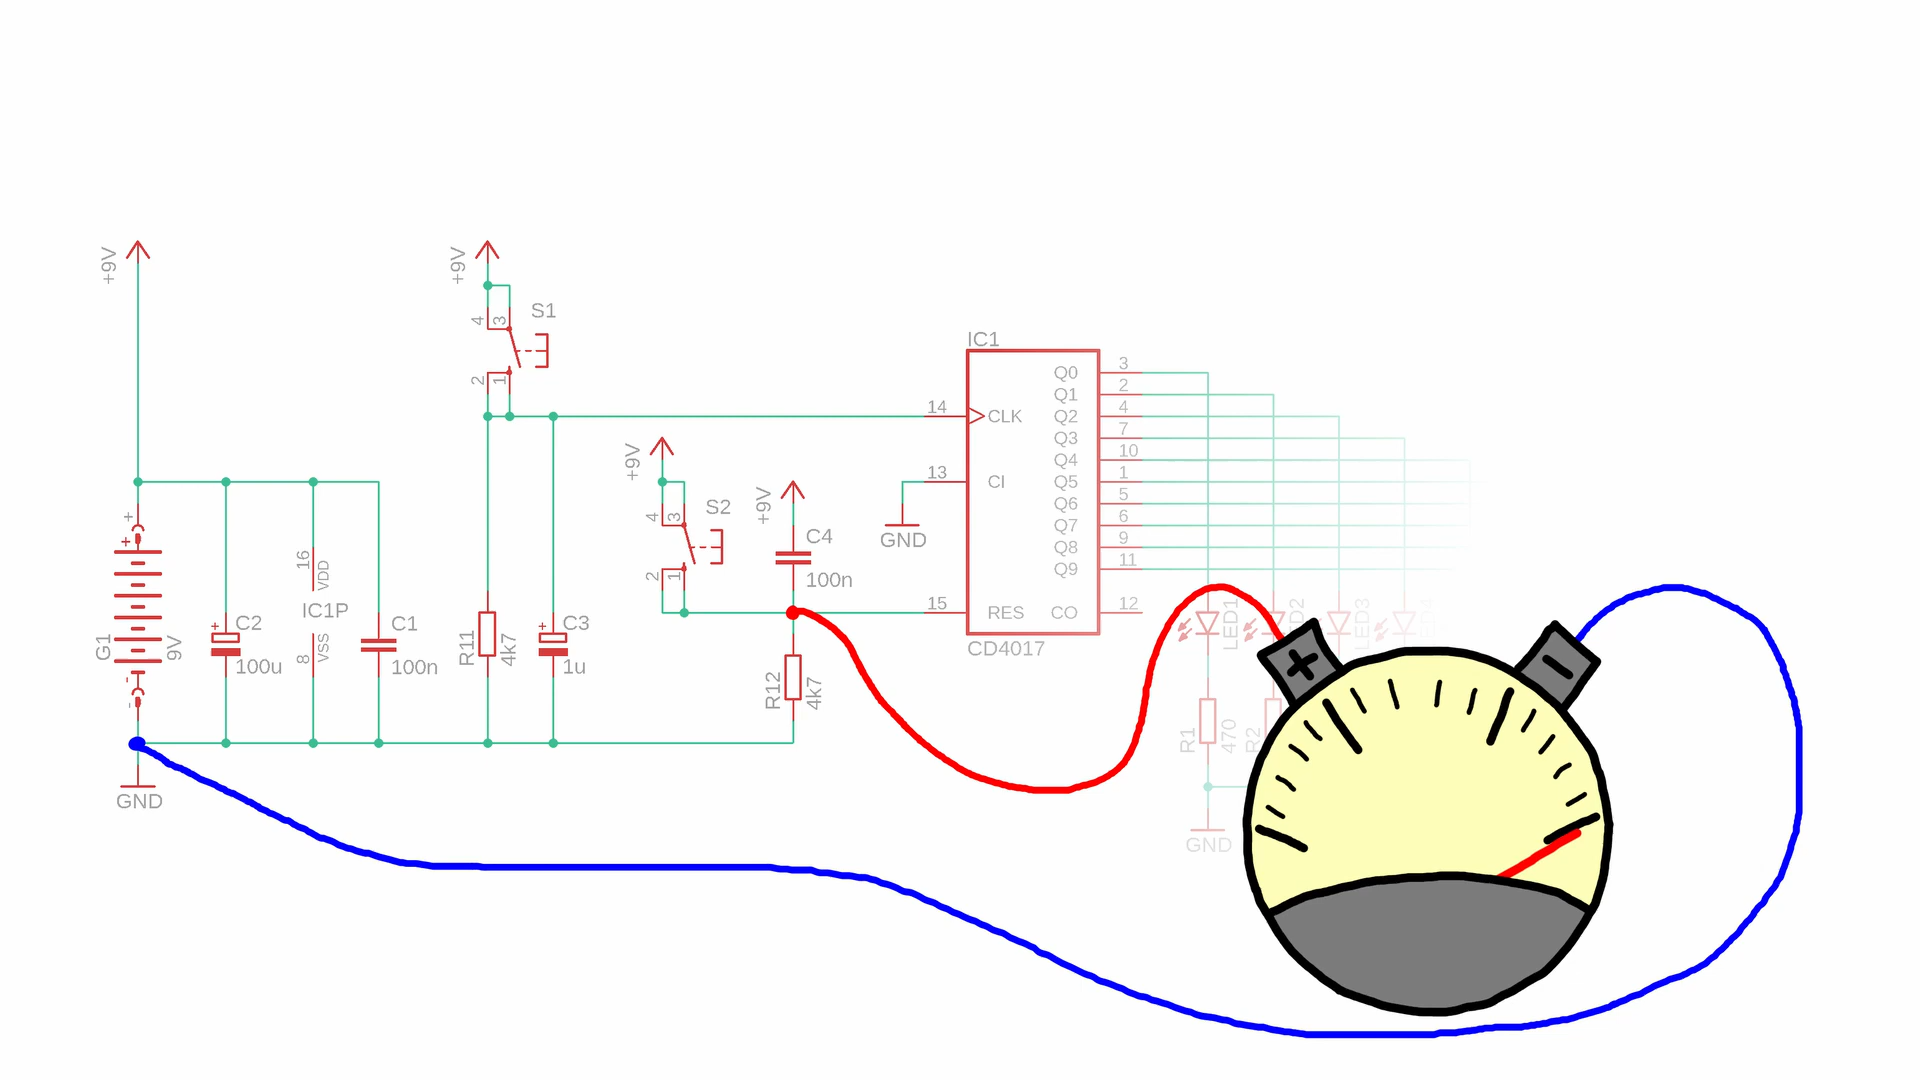 +9V
+9V
S1
4
3
2
1
IC1
14
CLK
13
CI
GND
15
RES
CO
12
CD4017
Q0
3
Q1
2
Q2
4
Q3
7
Q4
10
Q5
1
Q6
5
Q7
6
Q8
9
Q9
11
+9V
S2
4
3
2
1
+9V
C4
100n
+
+
-
-
G1
9V
+
C2
100u
16
VDD
IC1P
8
VSS
C1
100n
R11
4k7
+
C3
1u
R12
4k7
GND
LED1
D2
LED3
R1
470
R2
GND
+
-